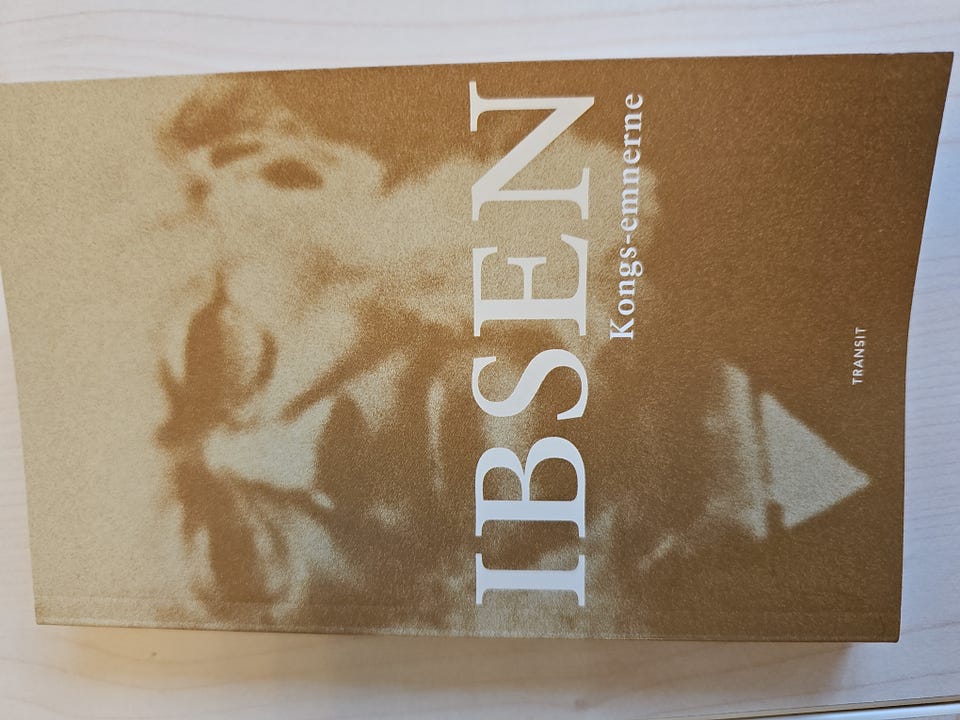 IBSEN
Kongs-emnerne
TRANSIT